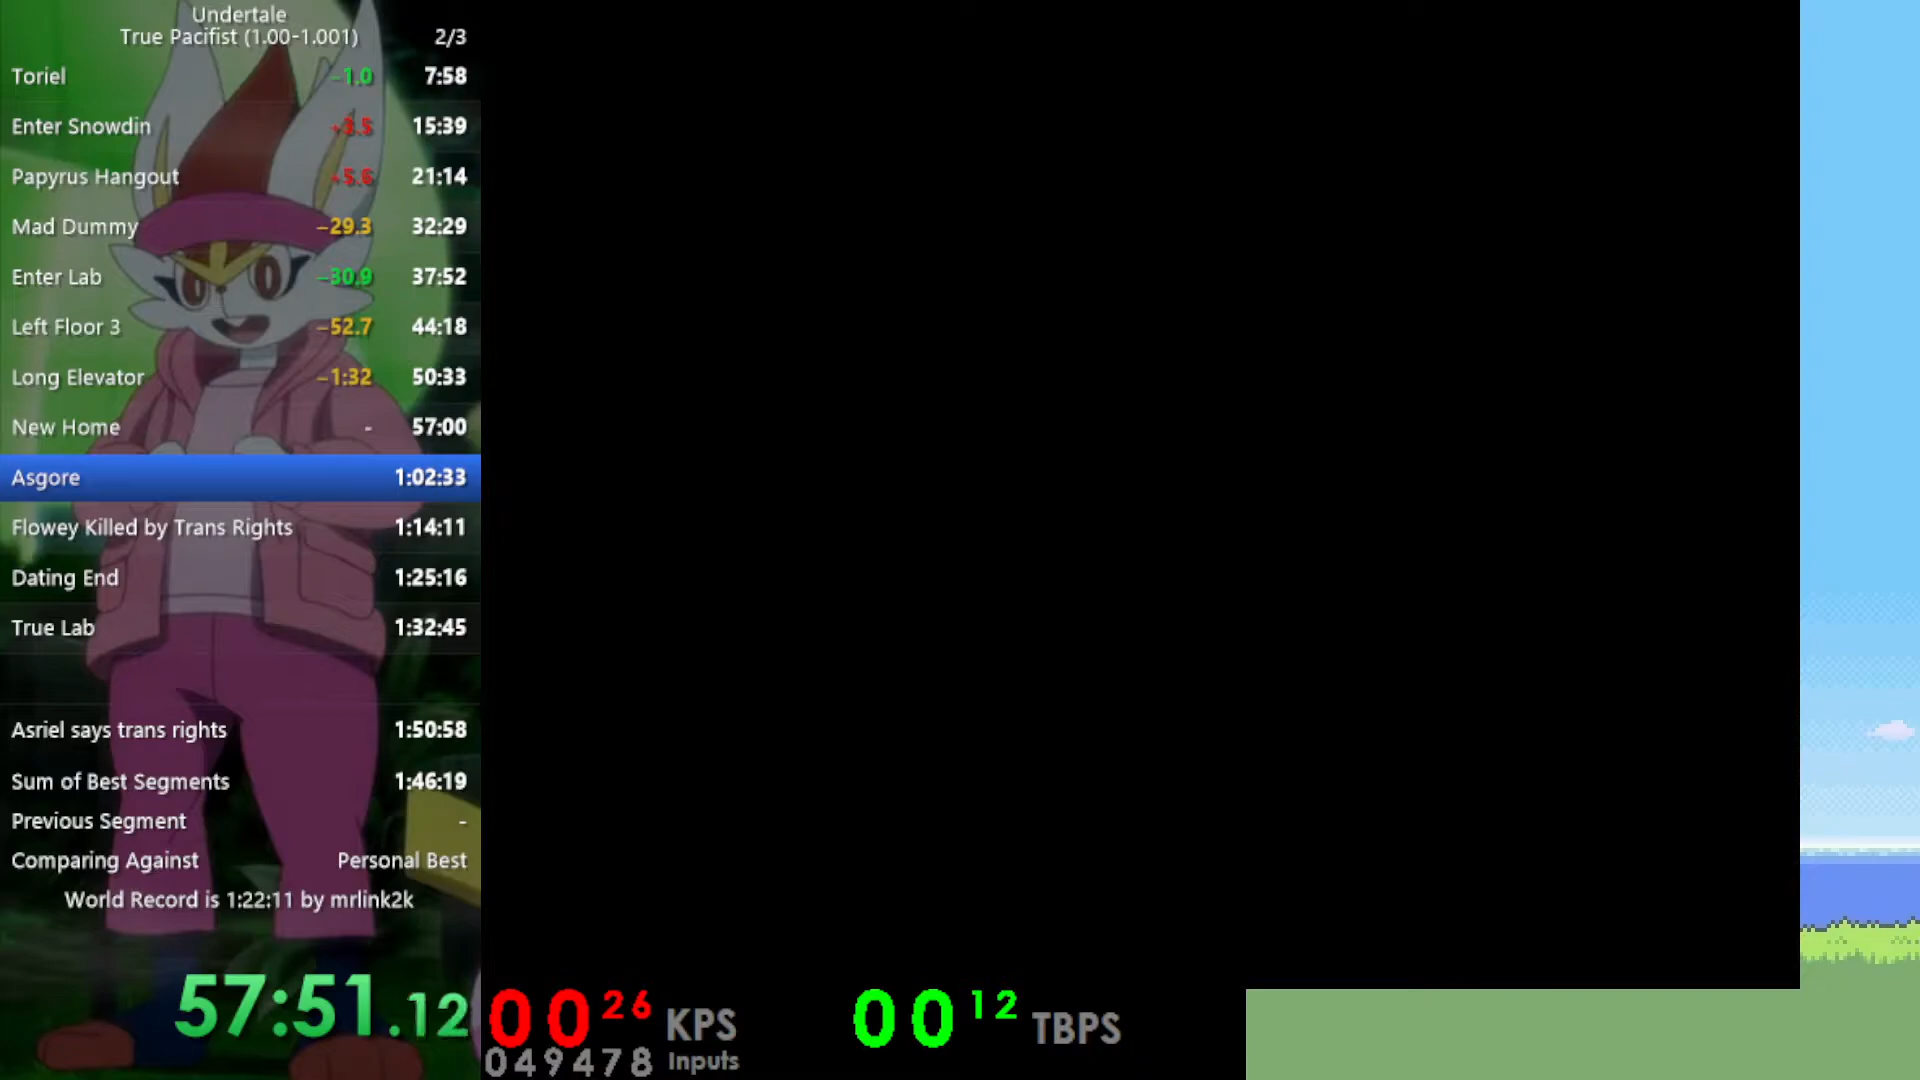 Undertale
True Pacifist (1.00-1.001) 2/3
Toriel -1.0 7:58
Enter Snowdin +3.5 15:39
Papyrus Hangout +5.6 21:14
Mad Dummy -29.3 32:29
Enter Lab -30.9 37:52
Left Floor 3 -52.7 44:18
Long Elevator -1:32 50:33
New Home - 57:00
Asgore 1:02:33
Flowey Killed by Trans Rights 1:14:11
Dating End 1:25:16
True Lab 1:32:45
Asriel says trans rights 1:50:58
Sum of Best Segments 1:46:19
Previous Segment -
Comparing Against Personal Best
World Record is 1:22:11 by mrlink2k
57:51.12
00 26 KPS 00 12 TBPS
049478 Inputs